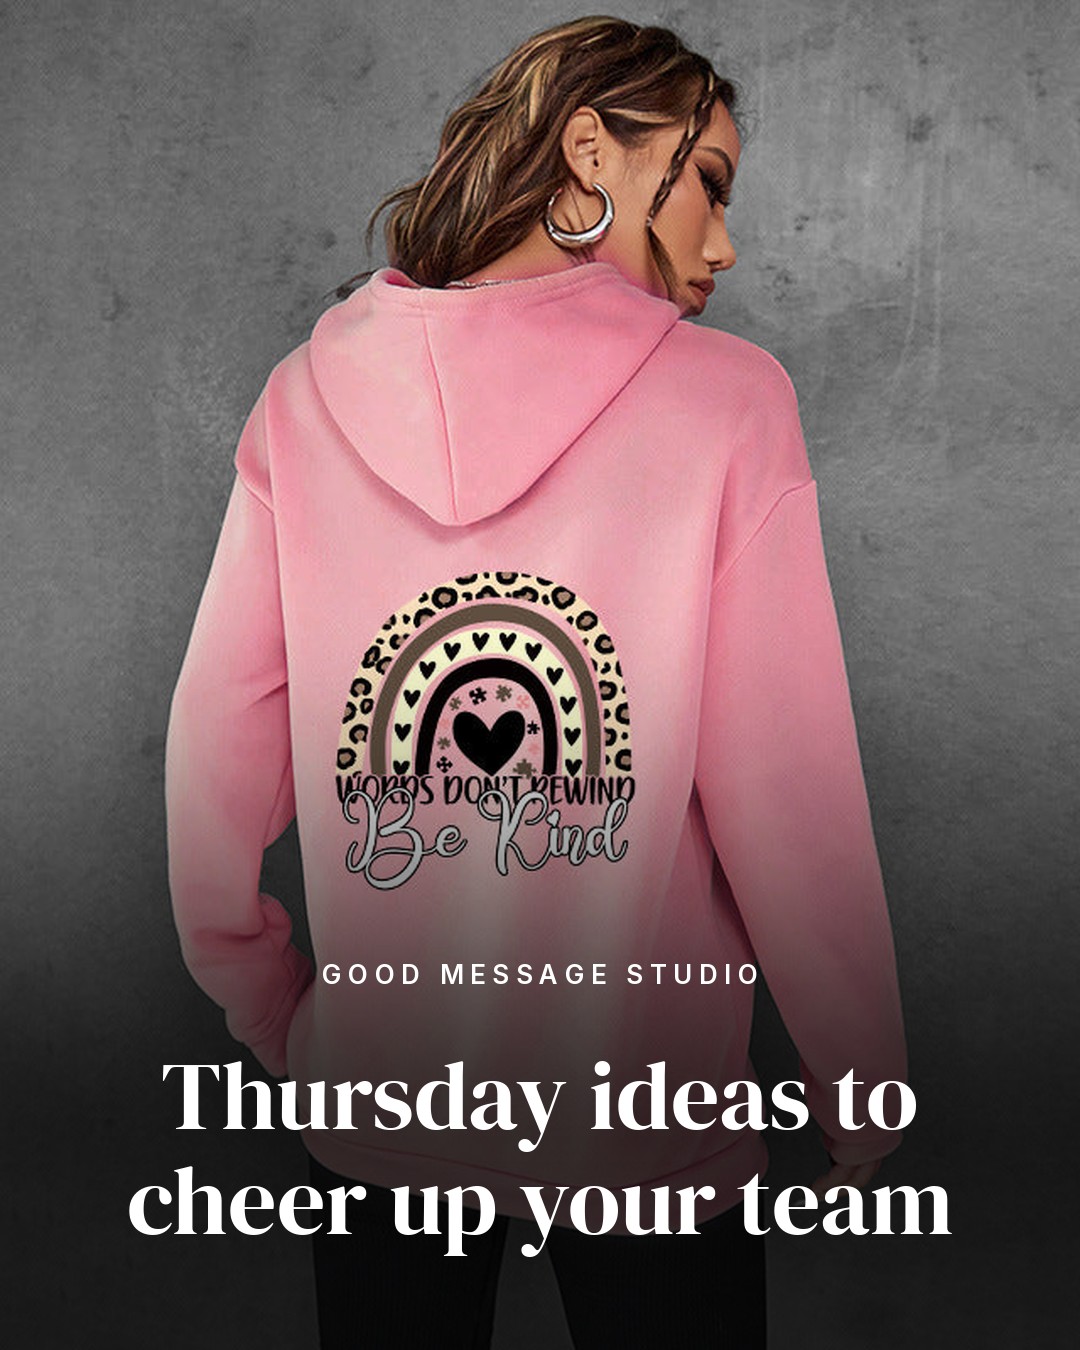 WORDS DON'T REWIND
Be Kind
GOOD MESSAGE STUDIO
Thursday ideas to
cheer up your team